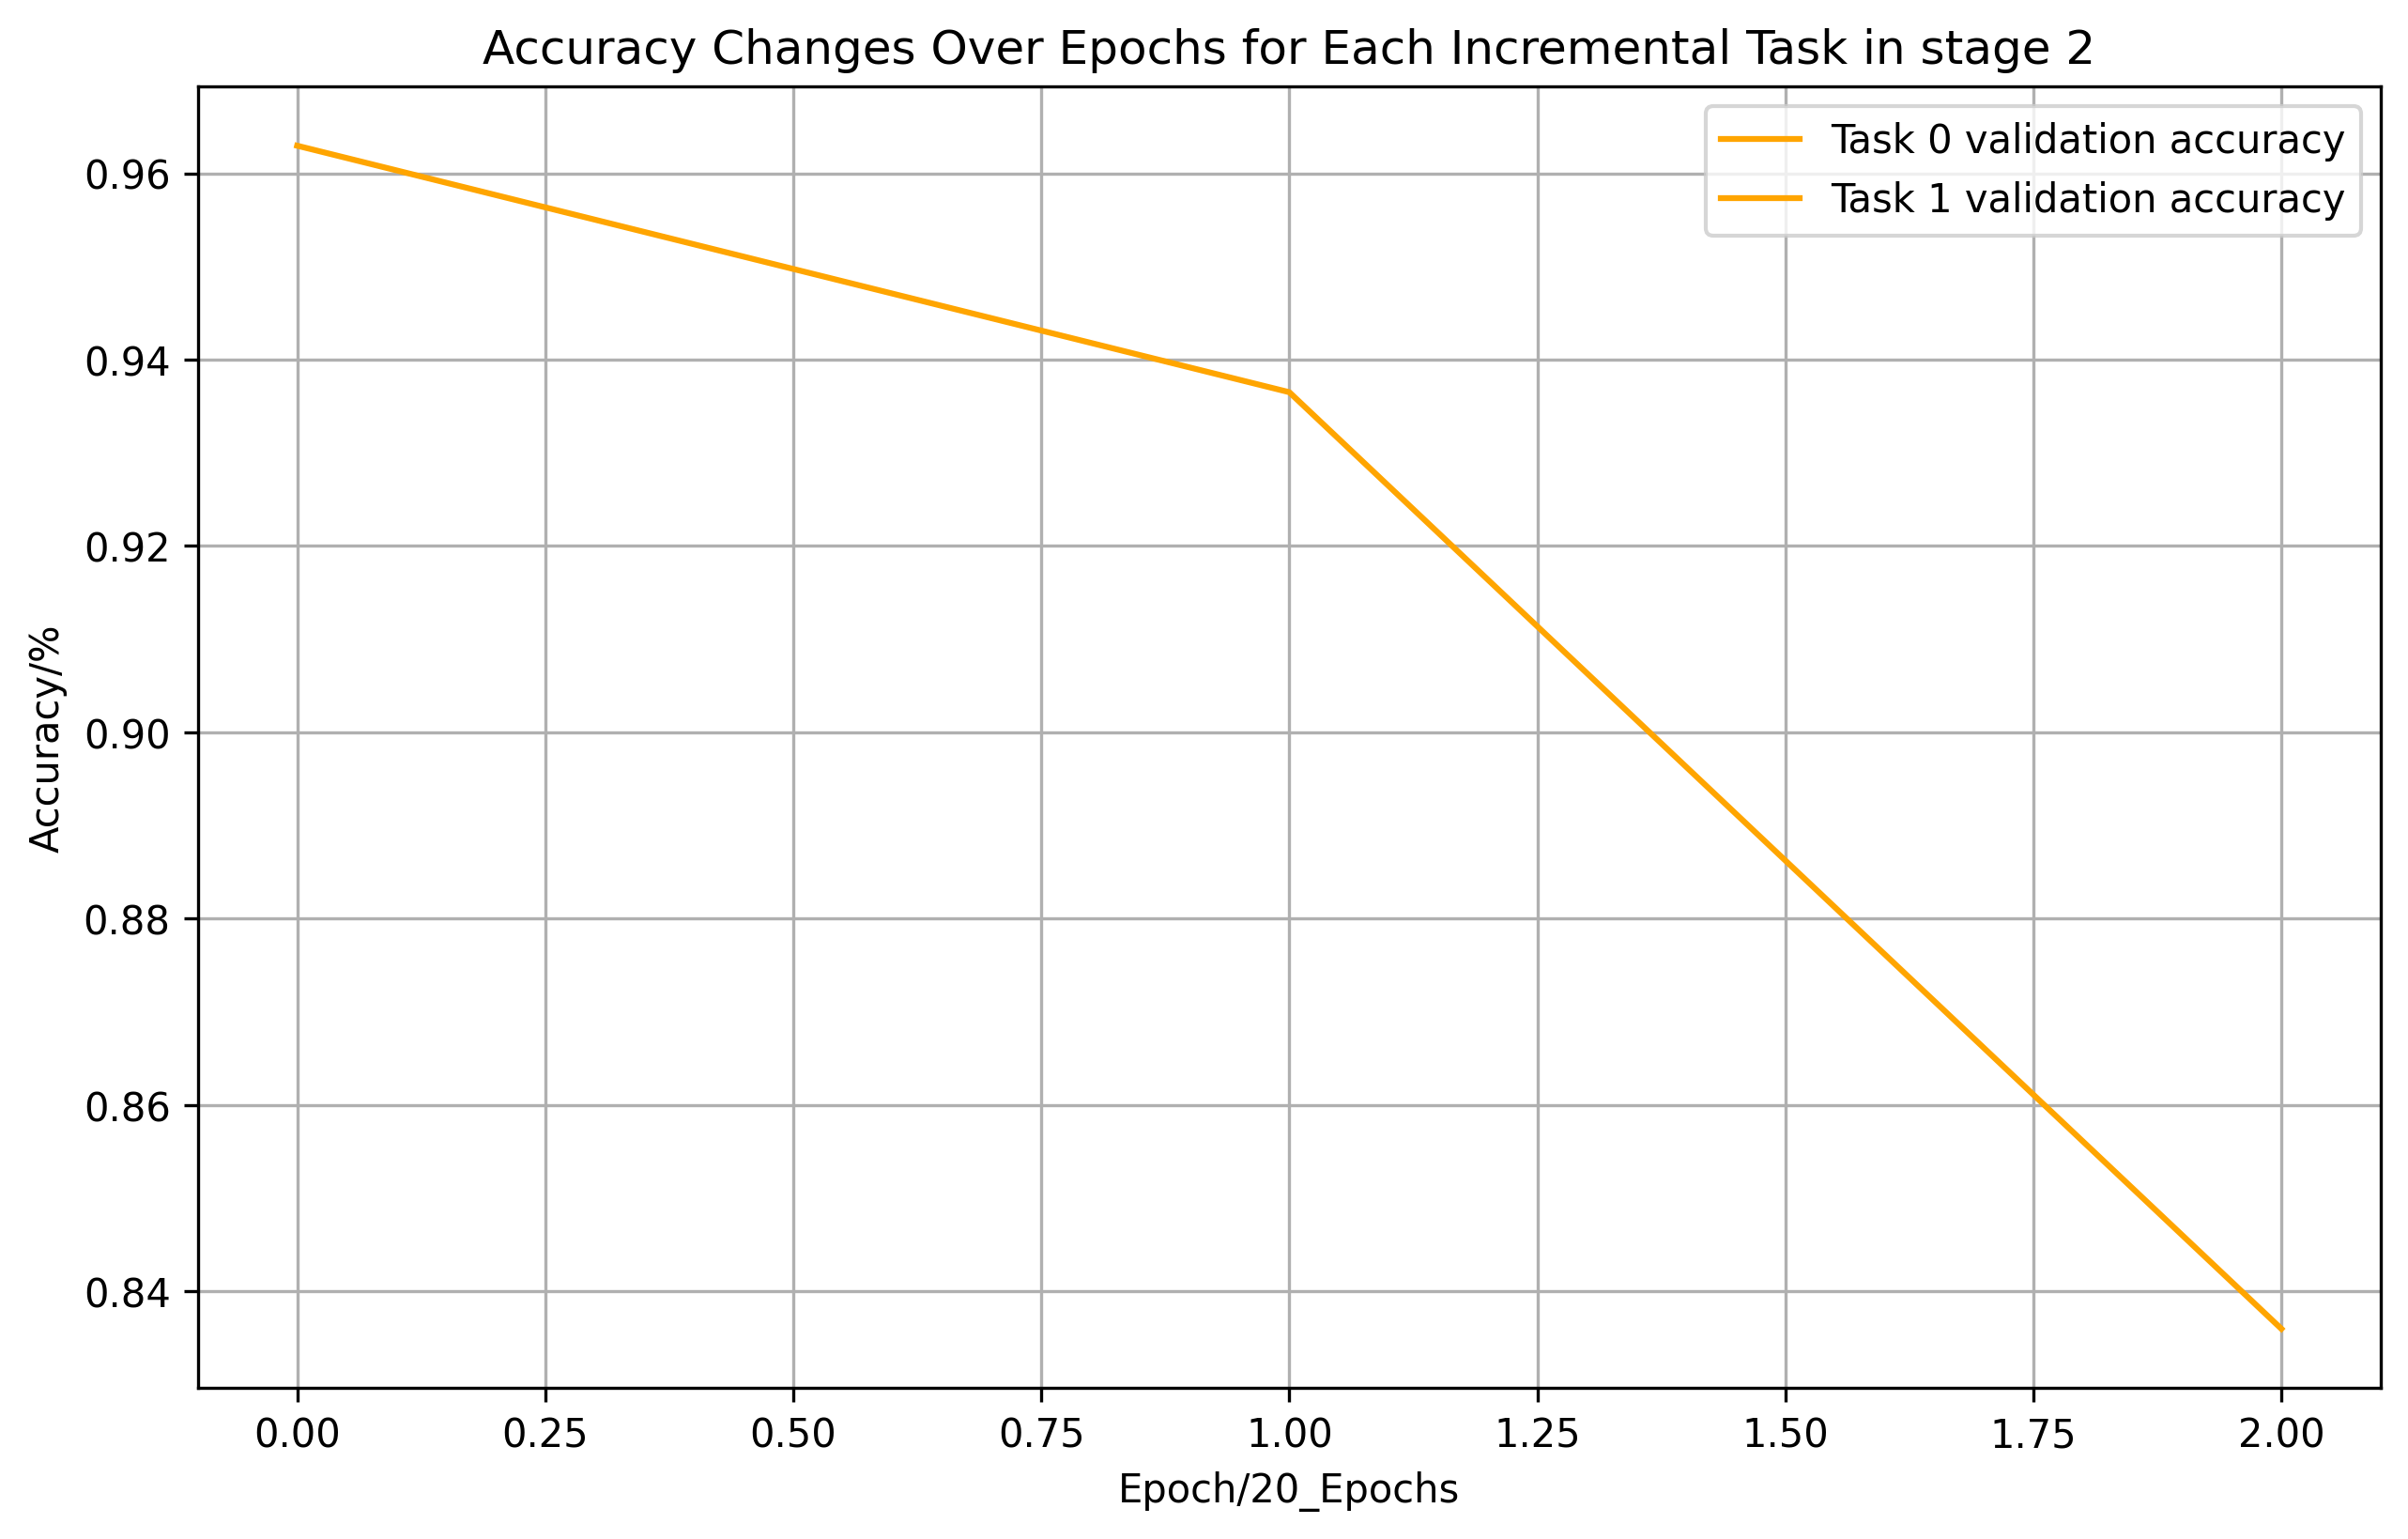 Accuracy Changes Over Epochs for Each Incremental Task in stage 2
Task 0 validation accuracy
Task 1 validation accuracy
0.96
0.94
0.92
0.90
0.88
0.86
0.84
Accuracy/%
0.00 0.25 0.50 0.75 1.00 1.25 1.50 1.75 2.00
Epoch/20_Epochs